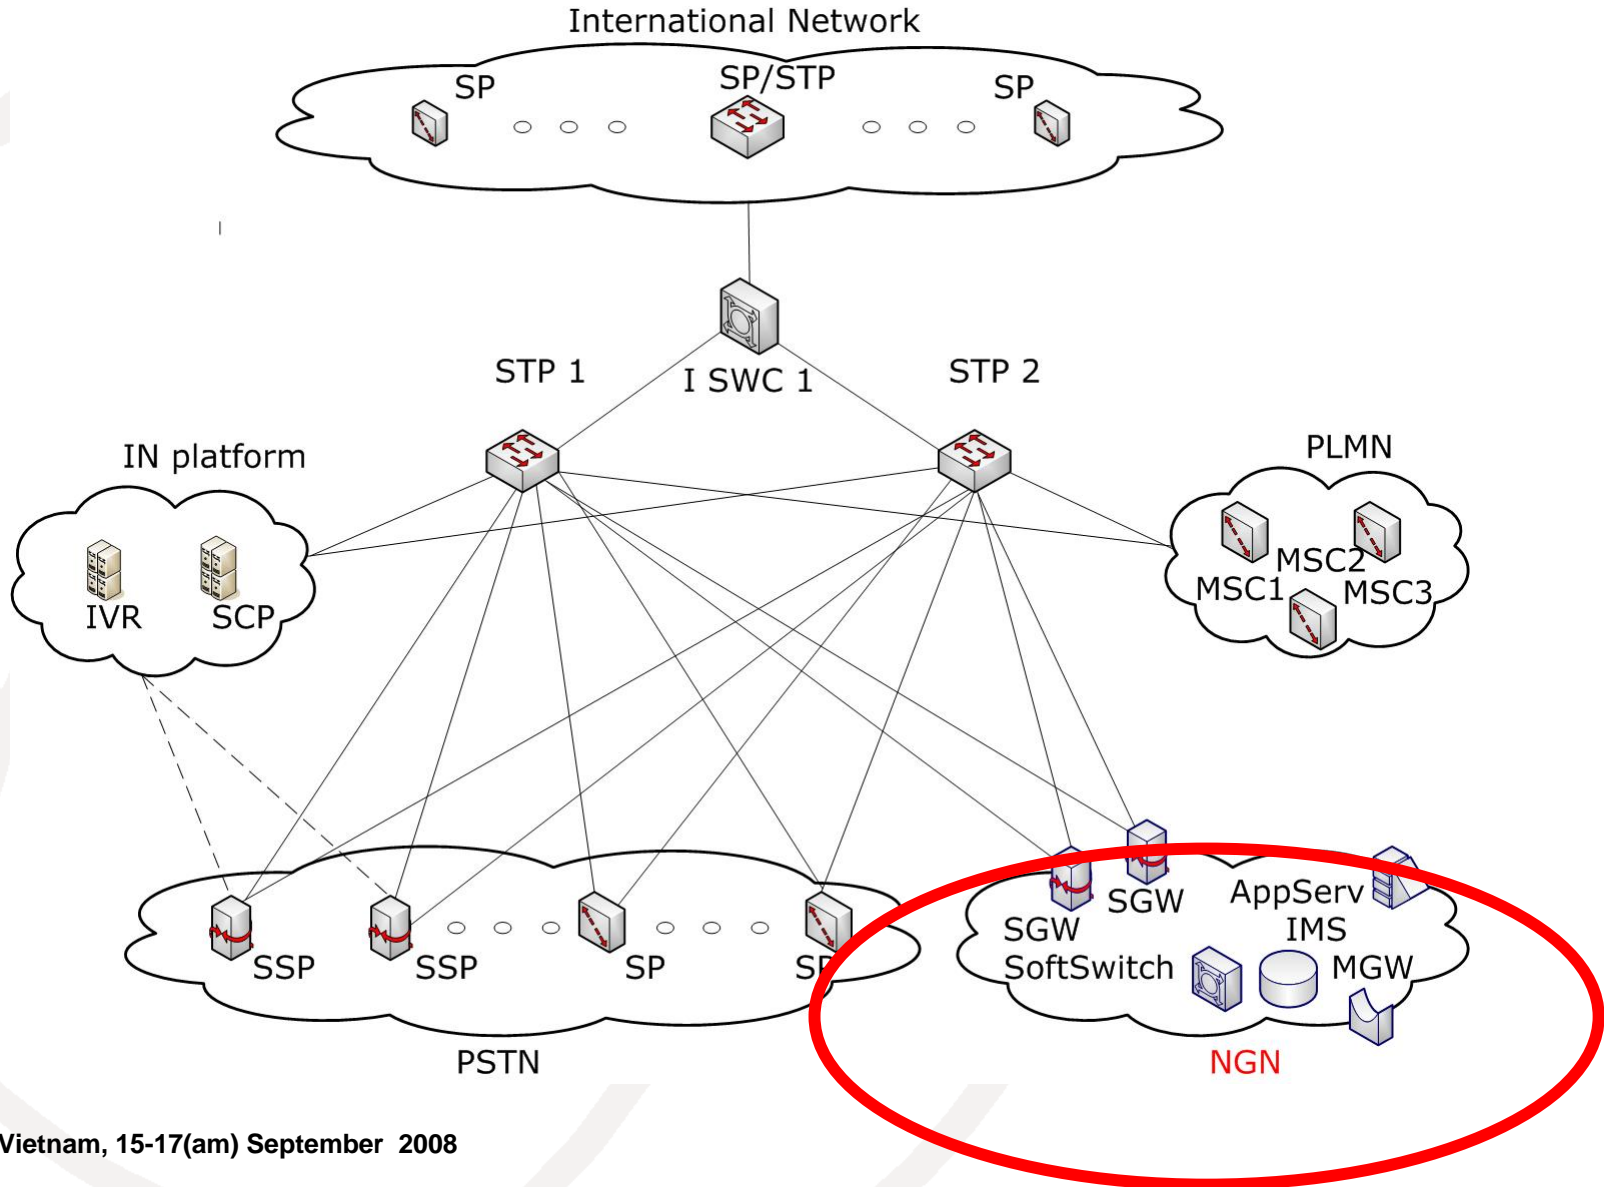 International Network
SP
SP/STP
SP
STP 1
I SWC 1
STP 2
IN platform
PLMN
IVR
SCP
MSC2
MSC1
MSC3
SSP
SSP
SP
SP
PSTN
SGW
SGW
AppServ
IMS
SoftSwitch
MGW
NGN
Vietnam, 15-17(am) September 2008